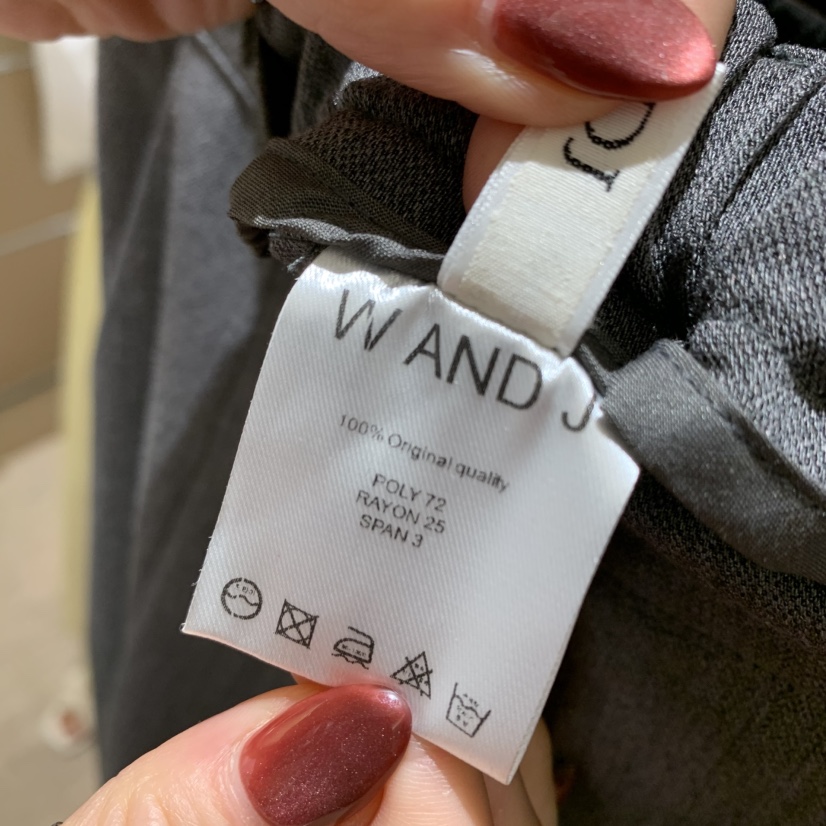 W AND J
100% Original quality
POLY 72
RAYON 25
SPAN 3